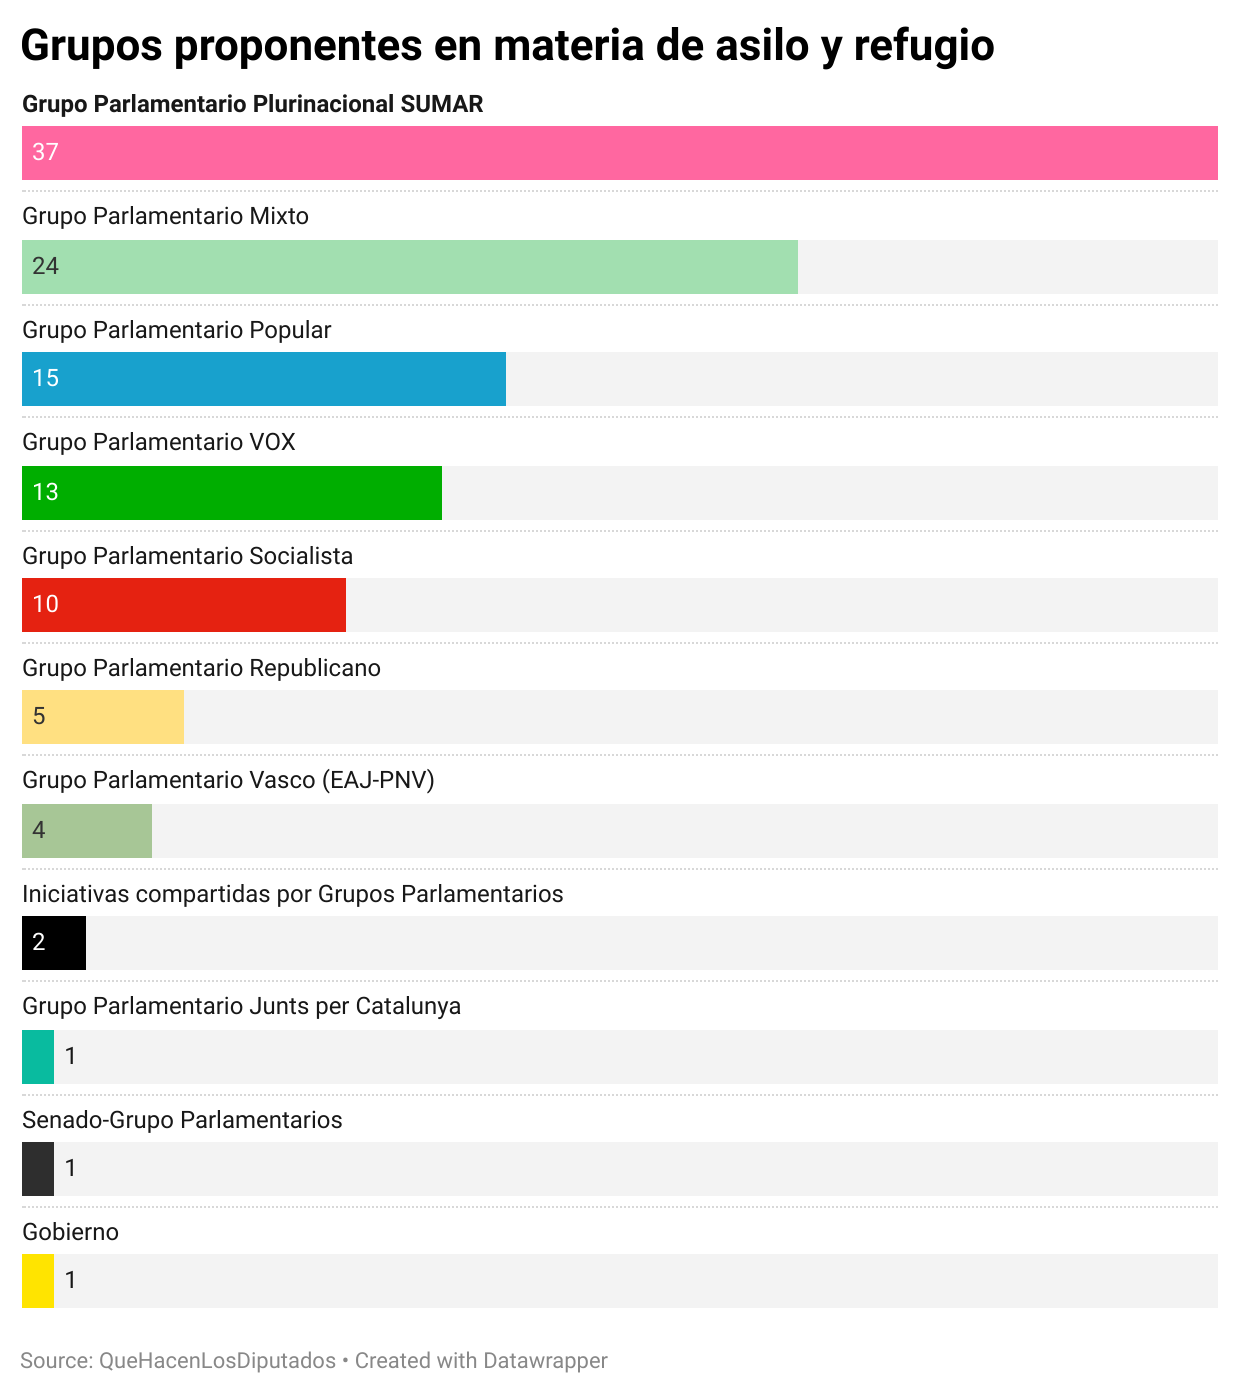 Grupos proponentes en materia de asilo y refugio
Grupo Parlamentario Plurinacional SUMAR
37
Grupo Parlamentario Mixto
24
Grupo Parlamentario Popular
15
Grupo Parlamentario VOX
13
Grupo Parlamentario Socialista
10
Grupo Parlamentario Republicano
5
Grupo Parlamentario Vasco (EAJ-PNV)
4
Iniciativas compartidas por Grupos Parlamentarios
2
Grupo Parlamentario Junts per Catalunya
1
Senado-Grupo Parlamentarios
1
Gobierno
1
Source: QueHacenLosDiputados • Created with Datawrapper